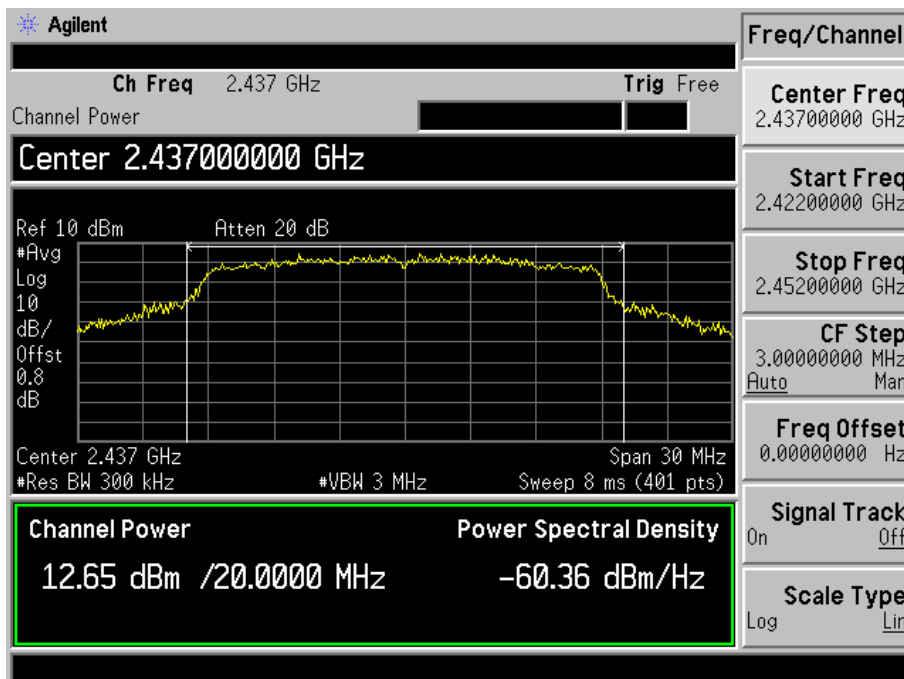 Agilent
Freq/Channel
Ch Freq 2.437 GHz Trig Free
Channel Power
Center 2.437000000 GHz
Ref 10 dBm Atten 20 dB
#Avg
Log
10
dB/
Offst
0.8
dB
Center 2.437 GHz Span 30 MHz
#Res BW 300 kHz #VBW 3 MHz Sweep 8 ms (401 pts)
Channel Power Power Spectral Density
12.65 dBm /20.0000 MHz -60.36 dBm/Hz
Center Freq
2.43700000 GHz
Start Freq
2.42200000 GHz
Stop Freq
2.45200000 GHz
CF Step
3.00000000 MHz
Auto Man
Freq Offset
0.00000000 Hz
Signal Track
On Off
Scale Type
Log Lin